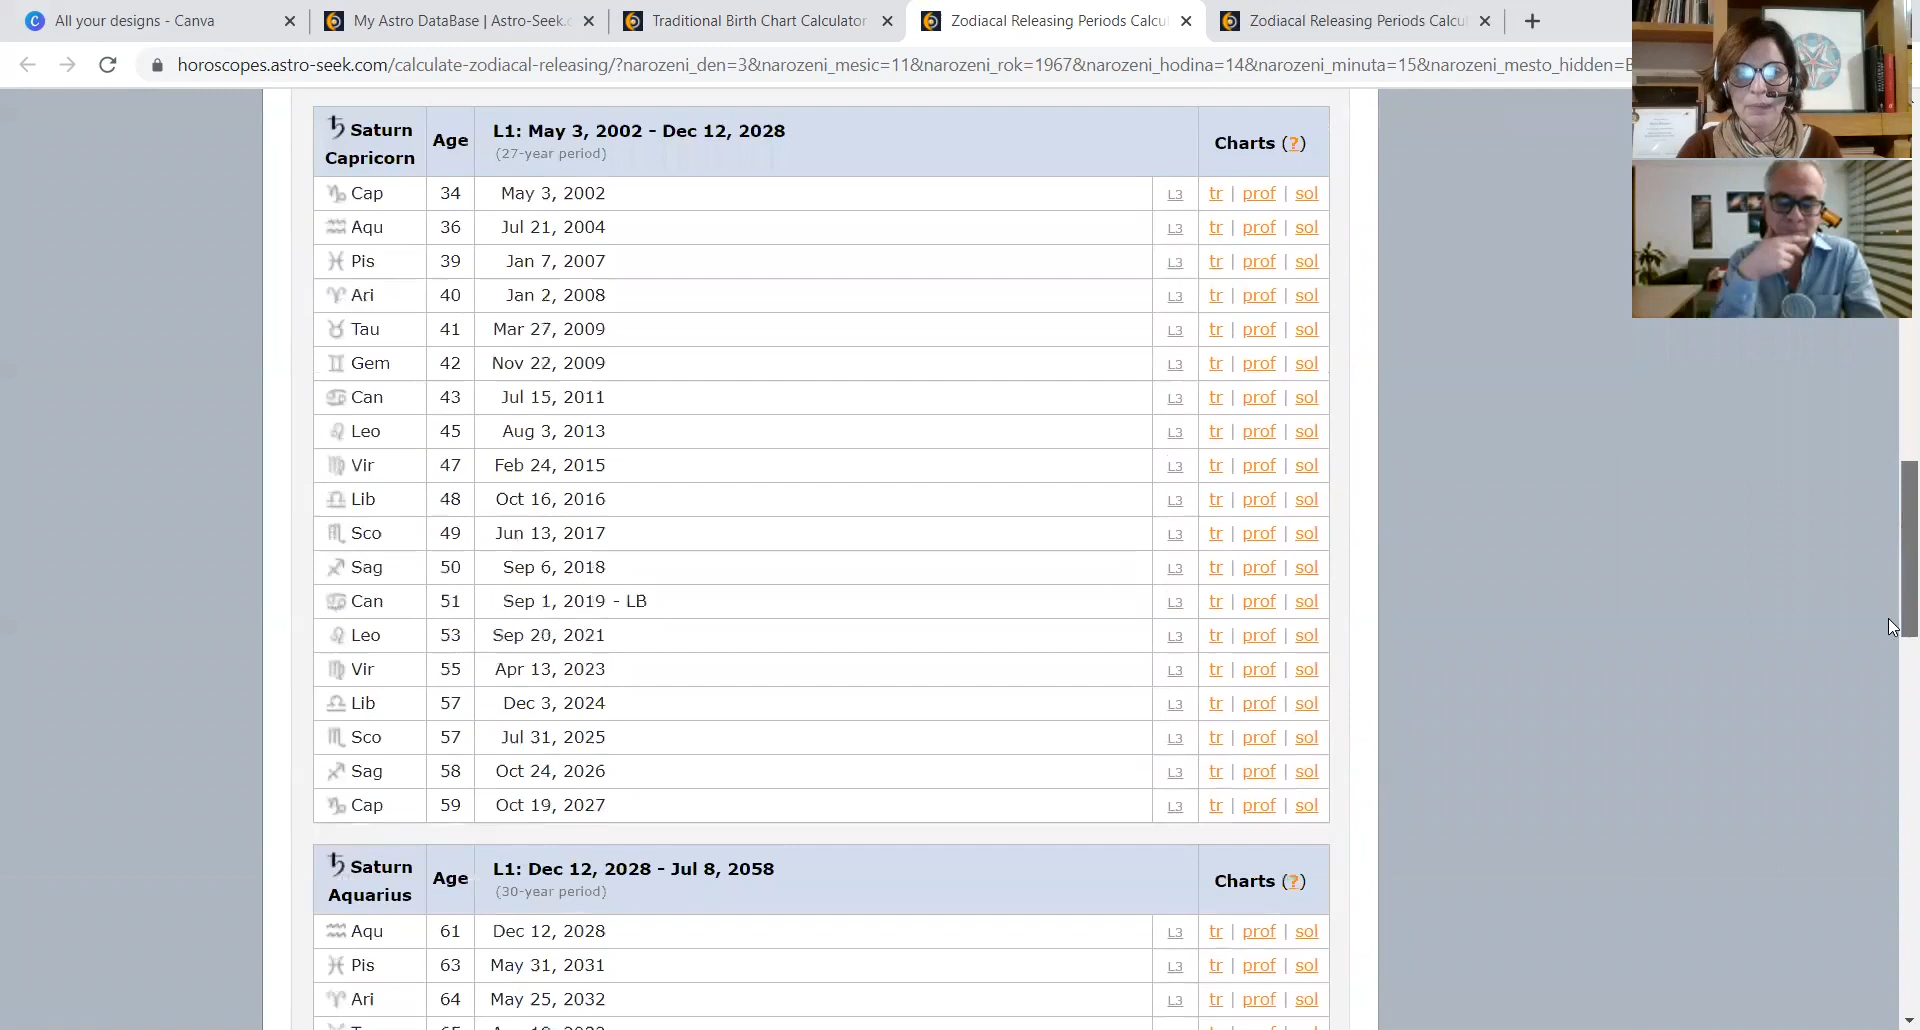 All your designs - Canva
My Astro DataBase | Astro-Seek.c
Traditional Birth Chart Calculator
Zodiacal Releasing Periods Calcu
Zodiacal Releasing Periods Calcu
horoscopes.astro-seek.com/calculate-zodiacal-releasing/?narozeni_den=3&narozeni_mesic=11&narozeni_rok=1967&narozeni_hodina=14&narozeni_minuta=15&narozeni_mesto_hidden=B
♄ Saturn Capricorn Age L1: May 3, 2002 - Dec 12, 2028 Charts (?)
(27-year period)
♑ Cap 34 May 3, 2002 L3 tr | prof | sol
♒ Aqu 36 Jul 21, 2004 L3 tr | prof | sol
♓ Pis 39 Jan 7, 2007 L3 tr | prof | sol
♈ Ari 40 Jan 2, 2008 L3 tr | prof | sol
♉ Tau 41 Mar 27, 2009 L3 tr | prof | sol
♊ Gem 42 Nov 22, 2009 L3 tr | prof | sol
♋ Can 43 Jul 15, 2011 L3 tr | prof | sol
♌ Leo 45 Aug 3, 2013 L3 tr | prof | sol
♍ Vir 47 Feb 24, 2015 L3 tr | prof | sol
♎ Lib 48 Oct 16, 2016 L3 tr | prof | sol
♏ Sco 49 Jun 13, 2017 L3 tr | prof | sol
♐ Sag 50 Sep 6, 2018 L3 tr | prof | sol
♋ Can 51 Sep 1, 2019 - LB L3 tr | prof | sol
♌ Leo 53 Sep 20, 2021 L3 tr | prof | sol
♍ Vir 55 Apr 13, 2023 L3 tr | prof | sol
♎ Lib 57 Dec 3, 2024 L3 tr | prof | sol
♏ Sco 57 Jul 31, 2025 L3 tr | prof | sol
♐ Sag 58 Oct 24, 2026 L3 tr | prof | sol
♑ Cap 59 Oct 19, 2027 L3 tr | prof | sol
♄ Saturn Aquarius Age L1: Dec 12, 2028 - Jul 8, 2058 Charts (?)
(30-year period)
♒ Aqu 61 Dec 12, 2028 L3 tr | prof | sol
♓ Pis 63 May 31, 2031 L3 tr | prof | sol
♈ Ari 64 May 25, 2032 L3 tr | prof | sol